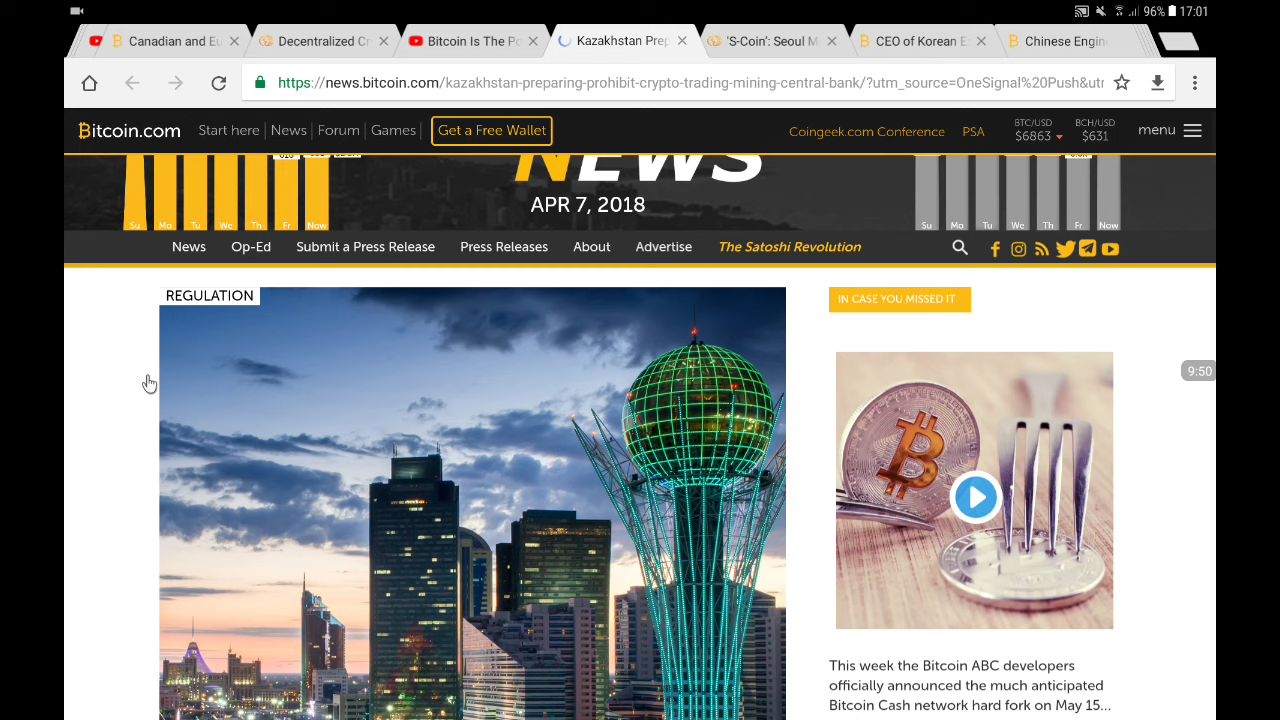 96% 17:01
Canadian and Eu
Decentralized Cr
Bitcoin Is The Po
Kazakhstan Prep
'S-Coin': Seoul M
CEO of Korean E
Chinese Engin
https://news.bitcoin.com/kazakhstan-preparing-prohibit-crypto-trading-mining-central-bank/?utm_source=OneSignal%20Push&utr
Bitcoin.com
Start here
News
Forum
Games
Get a Free Wallet
Coingeek.com Conference
PSA
BTC/USD
$6863
BCH/USD
$631
menu
NEWS
APR 7, 2018
Su Mo Tu We Th Fr Now
Su Mo Tu We Th Fr Now
News Op-Ed Submit a Press Release Press Releases About Advertise The Satoshi Revolution
REGULATION
IN CASE YOU MISSED IT
9:50
This week the Bitcoin ABC developers
officially announced the much anticipated
Bitcoin Cash network hard fork on May 15...